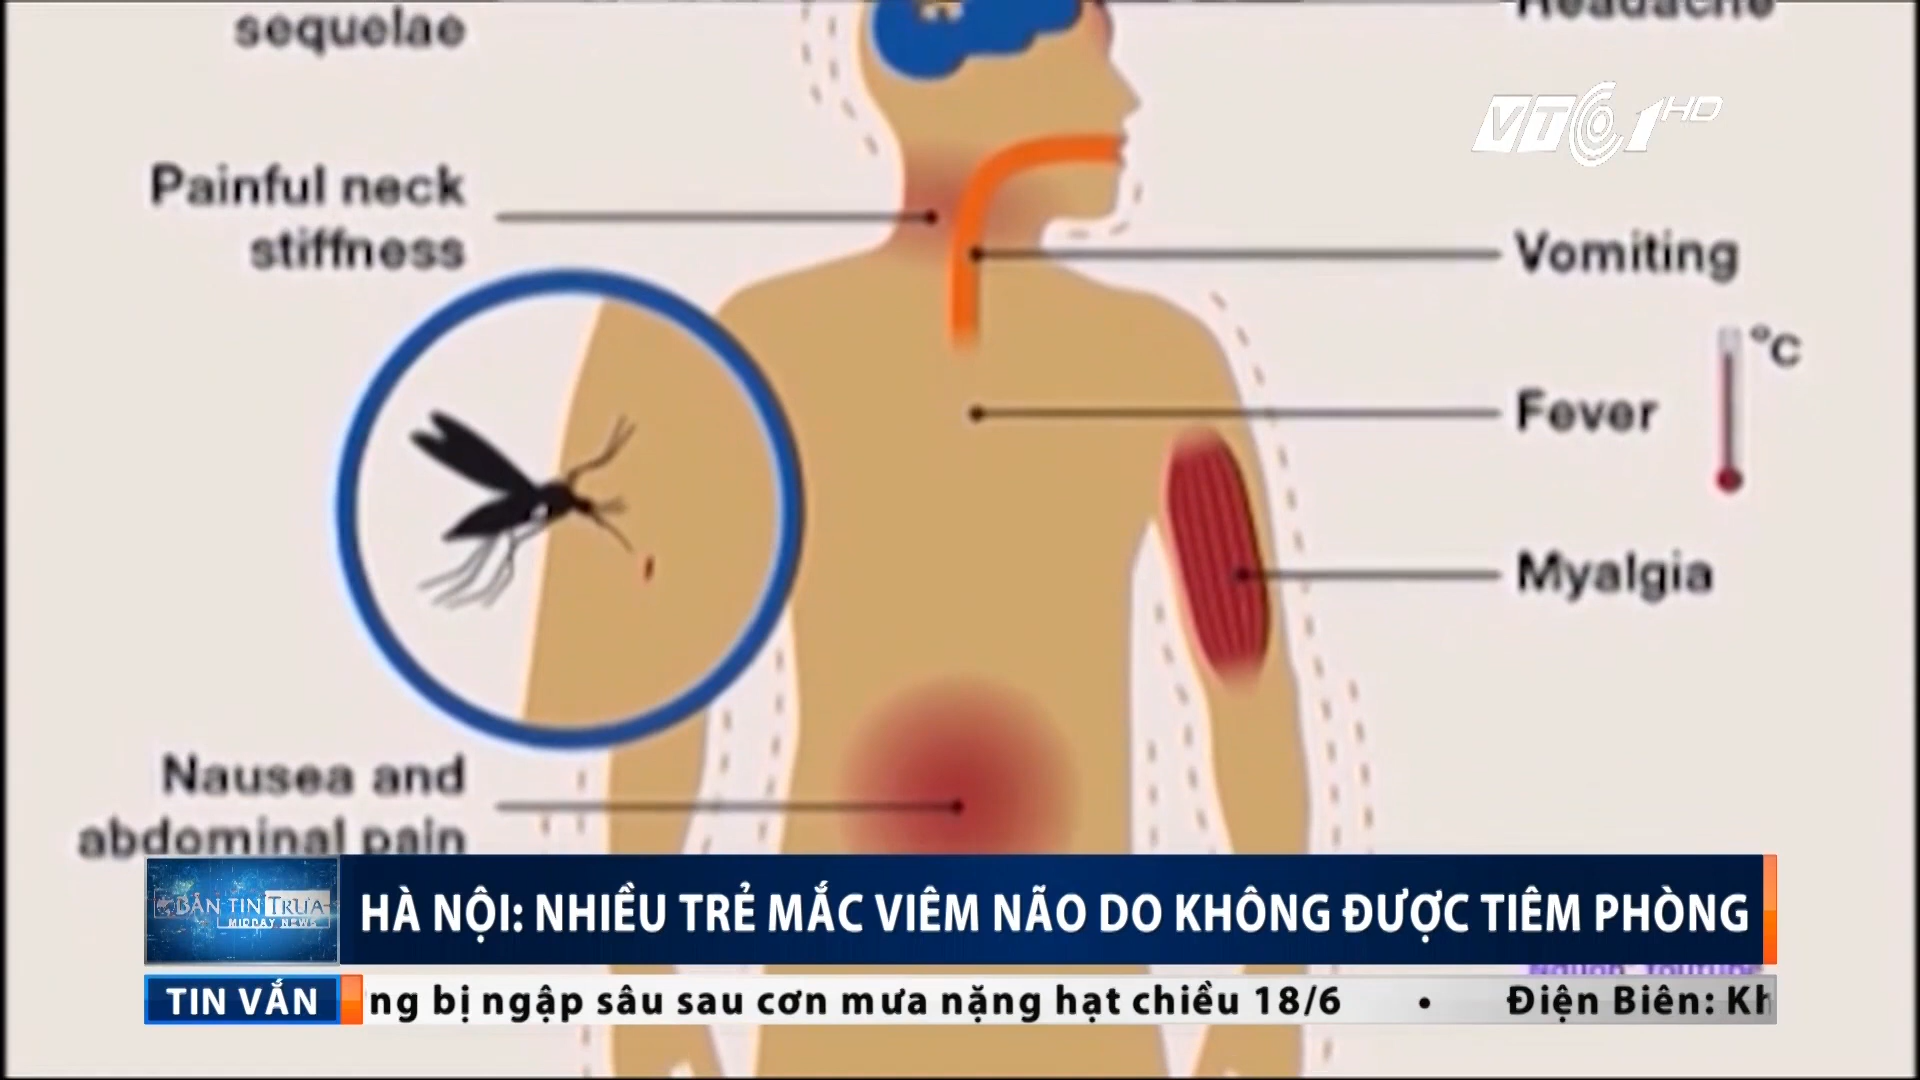 sequelae
Headache
VTC1 HD
Painful neck
stiffness
Vomiting
°C
Fever
Myalgia
Nausea and
abdominal pain
BẢN TIN TRƯA
MIDDAY NEWS
HÀ NỘI: NHIỀU TRẺ MẮC VIÊM NÃO DO KHÔNG ĐƯỢC TIÊM PHÒNG
TIN VẮN
bị ngập sâu sau cơn mưa nặng hạt chiều 18/6 • Điện Biên: